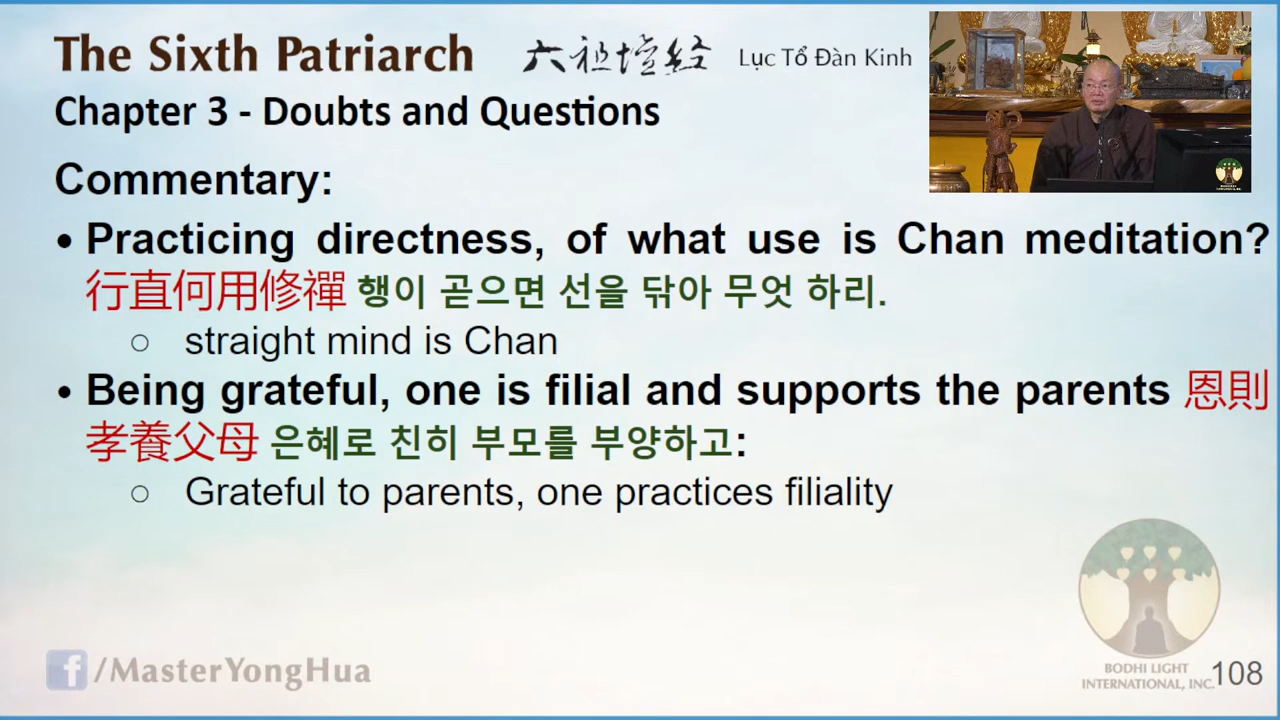 The Sixth Patriarch 六祖壇经 Lục Tổ Đàn Kinh
Chapter 3 - Doubts and Questions
Commentary:
• Practicing directness, of what use is Chan meditation?
行直何用修禪 행이 곧으면 선을 닦아 무엇 하리.
○ straight mind is Chan
• Being grateful, one is filial and supports the parents 恩則
孝養父母 은혜로 친히 부모를 부양하고:
○ Grateful to parents, one practices filiality
f/MasterYongHua
BODHI LIGHT
INTERNATIONAL, INC.
108